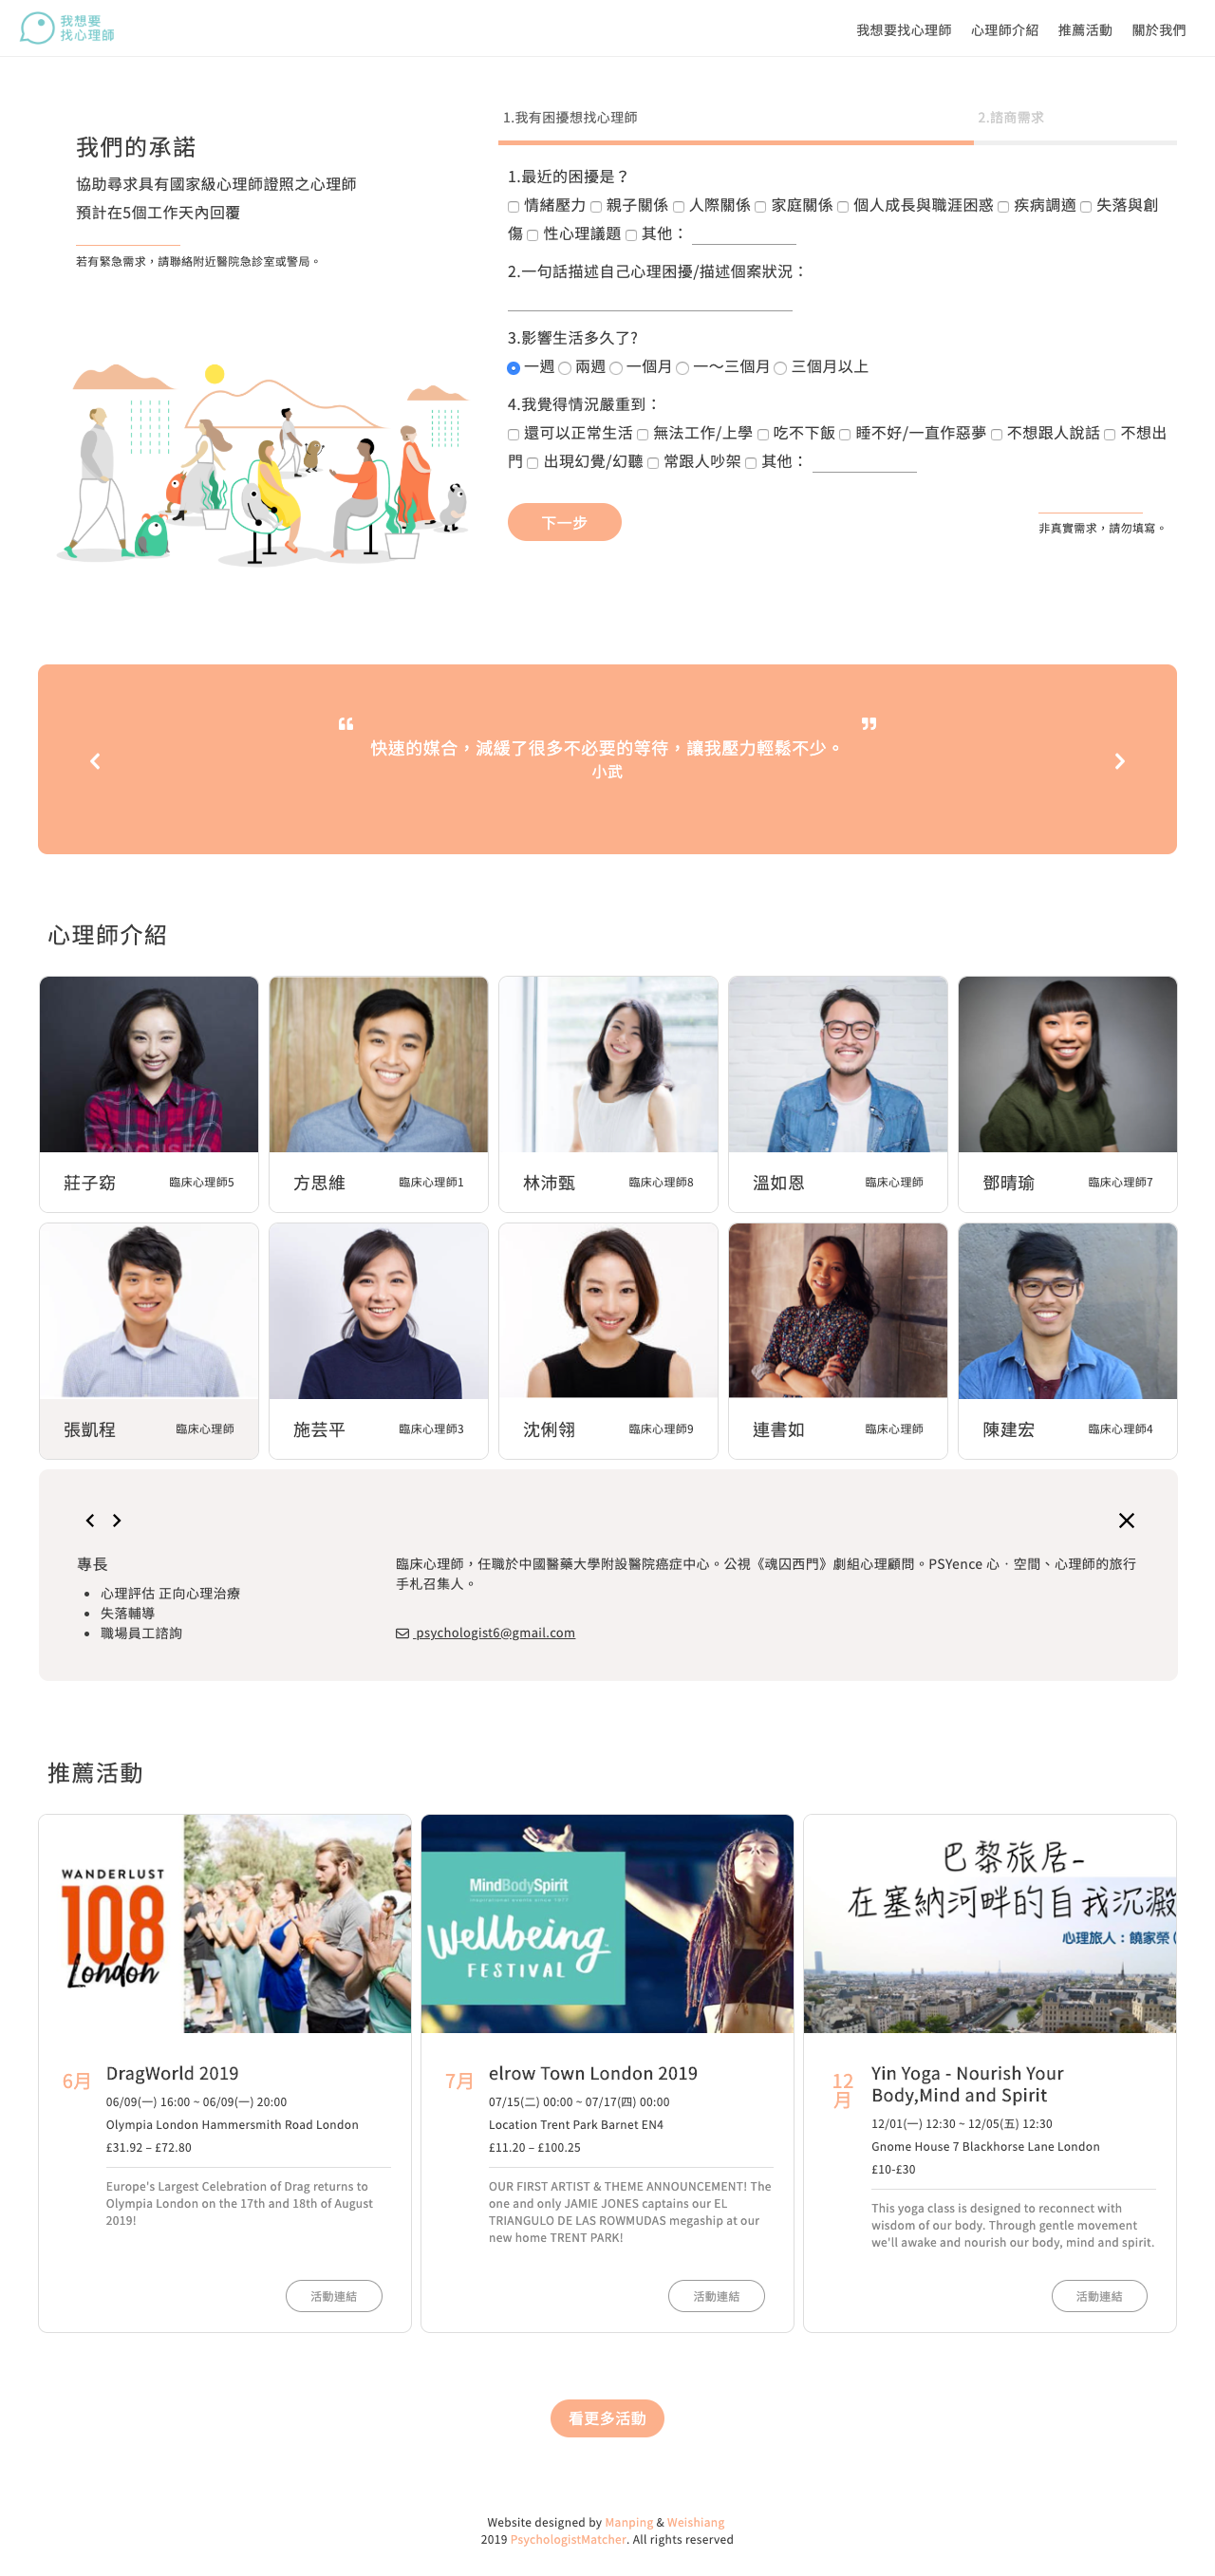 我想要
找心理師
我想要找心理師 心理師介紹 推薦活動 關於我們
我們的承諾
協助尋求具有國家級心理師證照之心理師
預計在5個工作天內回覆
若有緊急需求，請聯絡附近醫院急診室或警局。
1.我有困擾想找心理師 2.諮商需求
1.最近的困擾是？
情緒壓力 親子關係 人際關係 家庭關係 個人成長與職涯困惑 疾病調適 失落與創
傷 性心理議題 其他：
2.一句話描述自己心理困擾/描述個案狀況：
3.影響生活多久了?
一週 兩週 一個月 一～三個月 三個月以上
4.我覺得情況嚴重到：
還可以正常生活 無法工作/上學 吃不下飯 睡不好/一直作惡夢 不想跟人說話 不想出
門 出現幻覺/幻聽 常跟人吵架 其他：
下一步
非真實需求，請勿填寫。
快速的媒合，減緩了很多不必要的等待，讓我壓力輕鬆不少。
小武
心理師介紹
莊子窈 臨床心理師5
方思維 臨床心理師1
林沛甄 臨床心理師8
溫如恩 臨床心理師
鄧晴瑜 臨床心理師7
張凱程 臨床心理師
施芸平 臨床心理師3
沈俐翎 臨床心理師9
連書如 臨床心理師
陳建宏 臨床心理師4
專長
心理評估 正向心理治療
失落輔導
職場員工諮詢
臨床心理師，任職於中國醫藥大學附設醫院癌症中心。公視《魂囚西門》劇組心理顧問。PSYence 心‧空間、心理師的旅行
手札召集人。
psychologist6@gmail.com
推薦活動
WANDERLUST
108
London
6月
DragWorld 2019
06/09(一) 16:00 ~ 06/09(一) 20:00
Olympia London Hammersmith Road London
£31.92 – £72.80
Europe's Largest Celebration of Drag returns to
Olympia London on the 17th and 18th of August
2019!
活動連結
MindBodySpirit
Wellbeing
FESTIVAL
7月
elrow Town London 2019
07/15(二) 00:00 ~ 07/17(四) 00:00
Location Trent Park Barnet EN4
£11.20 – £100.25
OUR FIRST ARTIST & THEME ANNOUNCEMENT! The
one and only JAMIE JONES captains our EL
TRIANGULO DE LAS ROWMUDAS megaship at our
new home TRENT PARK!
活動連結
巴黎旅居-
在塞納河畔的自我沉澱
心理旅人：饒家榮（
12
月
Yin Yoga - Nourish Your
Body,Mind and Spirit
12/01(一) 12:30 ~ 12/05(五) 12:30
Gnome House 7 Blackhorse Lane London
£10-£30
This yoga class is designed to reconnect with
wisdom of our body. Through gentle movement
we'll awake and nourish our body, mind and spirit.
活動連結
看更多活動
Website designed by Manping & Weishiang
2019 PsychologistMatcher. All rights reserved